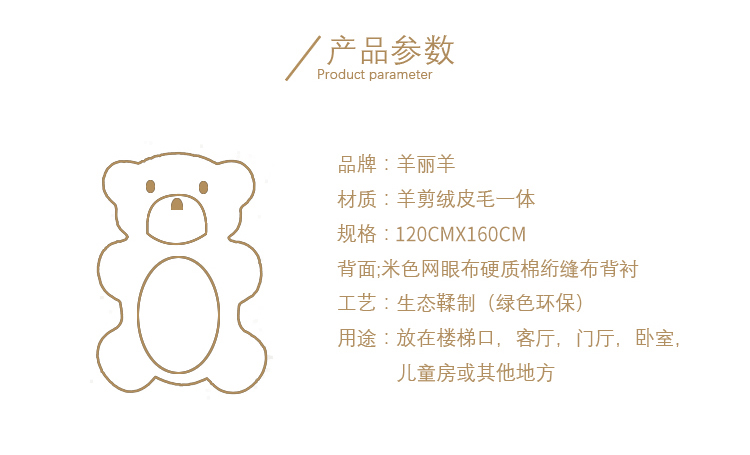 产品参数
Product parameter
品牌：羊丽羊
材质：羊剪绒皮毛一体
规格：120CMX160CM
背面;米色网眼布硬质棉绗缝布背衬
工艺：生态鞣制（绿色环保）
用途：放在楼梯口，客厅，门厅，卧室，
儿童房或其他地方